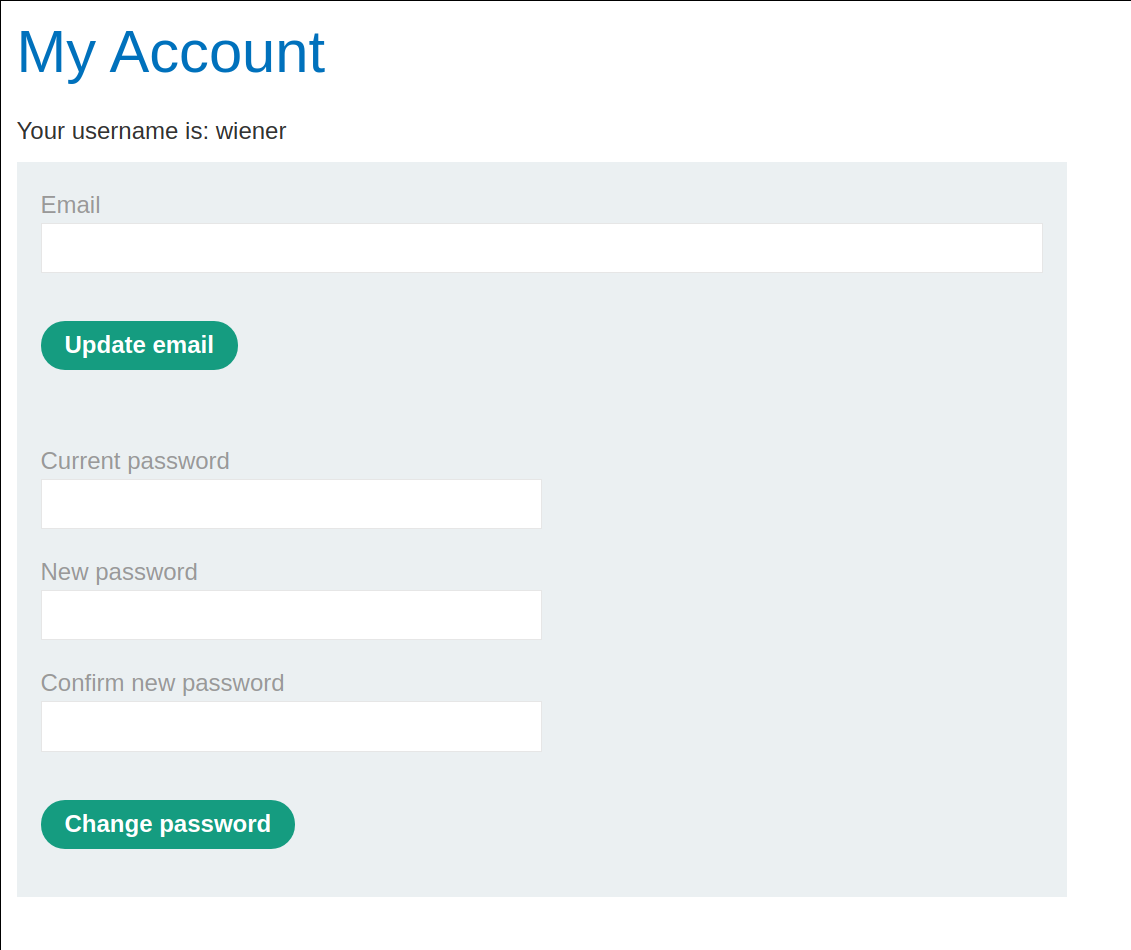 My Account
Your username is: wiener
Email
Update email
Current password
New password
Confirm new password
Change password